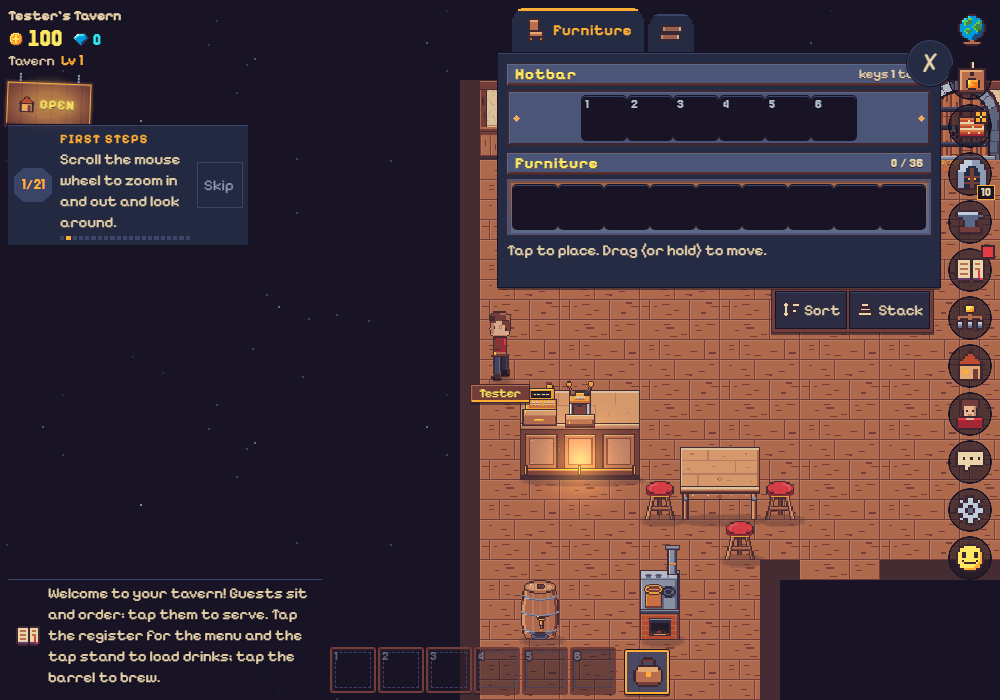 Tester's Tavern
100 0
Tavern Lv 1
OPEN
FIRST STEPS
1/21
Scroll the mouse
wheel to zoom in
and out and look
around.
Skip
Furniture
X
Hotbar
keys 1 to
1 2 3 4 5 6
Furniture
0 / 36
Tap to place. Drag (or hold) to move.
Sort
Stack
10
Tester
Welcome to your tavern! Guests sit
and order: tap them to serve. Tap
the register for the menu and the
tap stand to load drinks; tap the
barrel to brew.
1 2 3 4 5 6